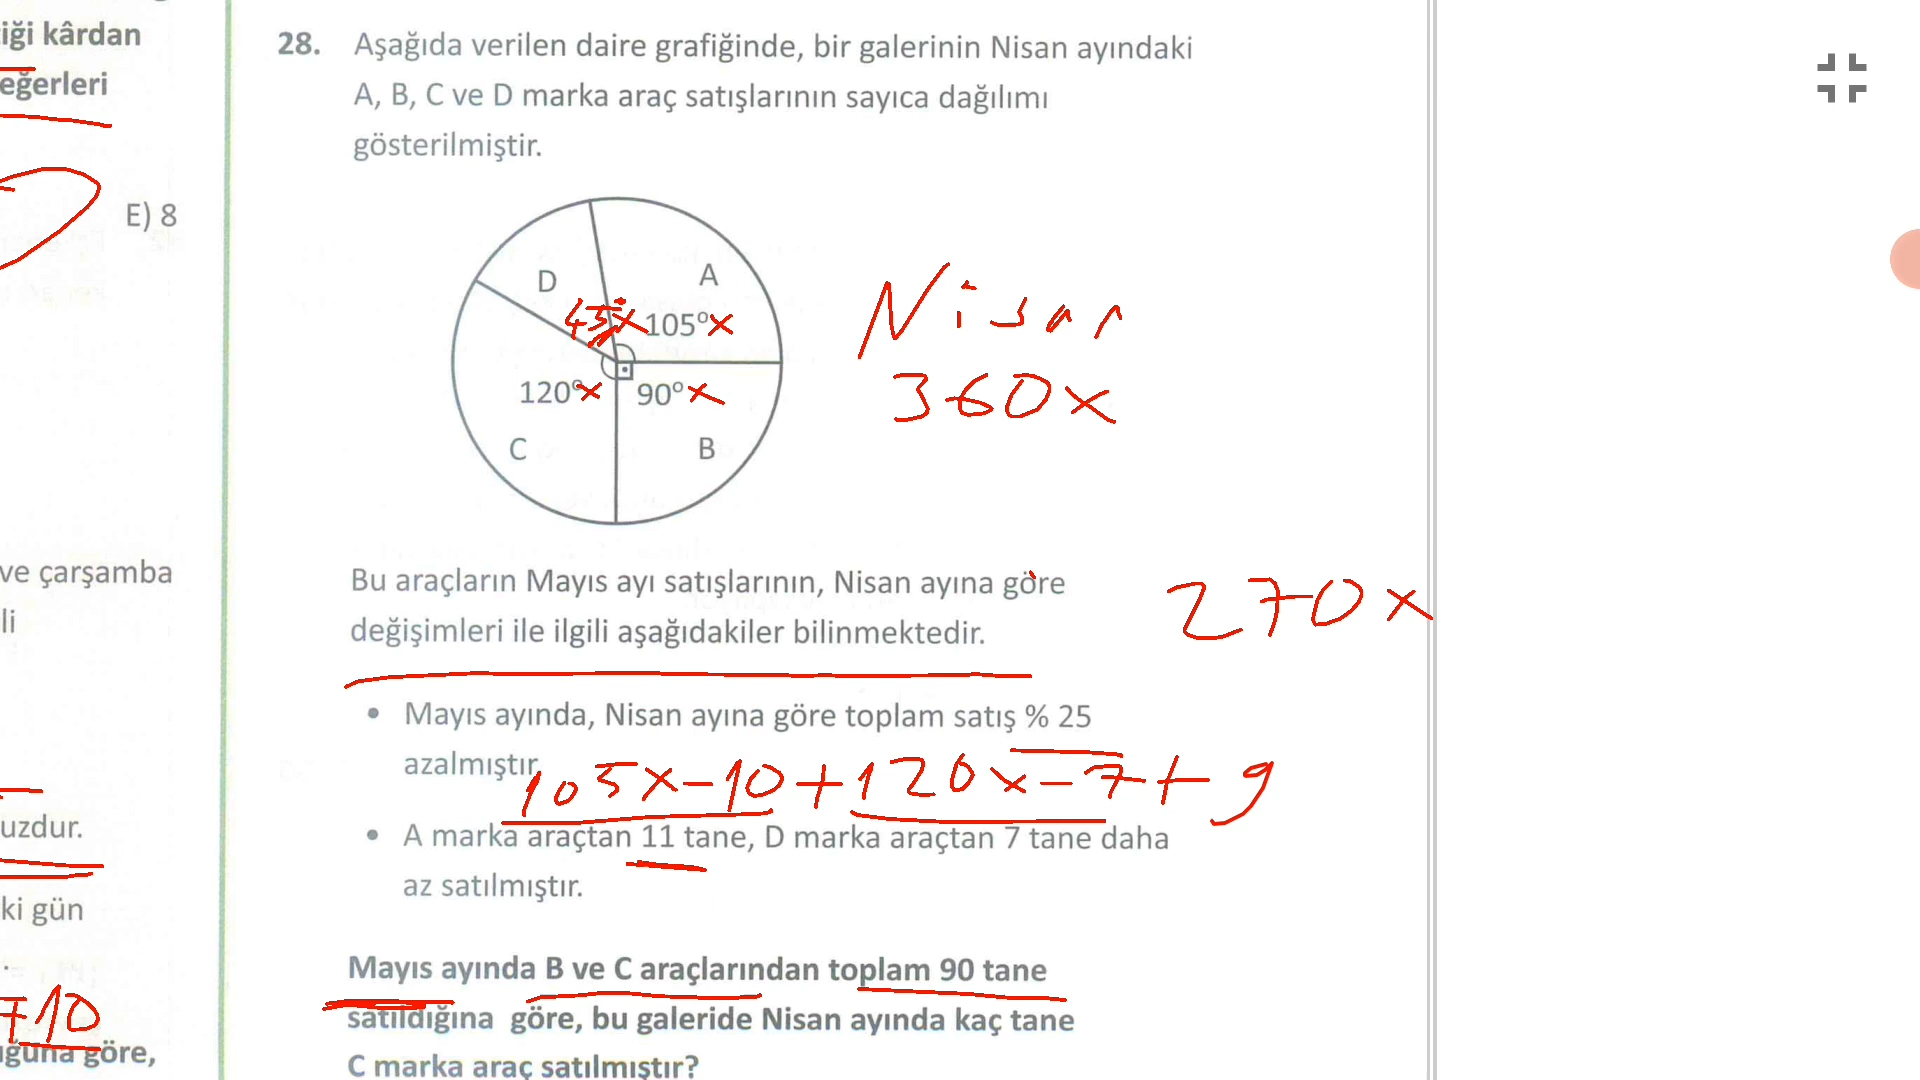 iği kârdan
eğerleri
E) 8
ve çarşamba
li
uzdur.
ki gün
+10
ğuna göre,
28. Aşağıda verilen daire grafiğinde, bir galerinin Nisan ayındaki
A, B, C ve D marka araç satışlarının sayıca dağılımı
gösterilmiştir.
D
A
45x
105°x
120°x
90°x
C
B
Nisan
360x
Bu araçların Mayıs ayı satışlarının, Nisan ayına göre
değişimleri ile ilgili aşağıdakiler bilinmektedir.
270x
• Mayıs ayında, Nisan ayına göre toplam satış % 25
azalmıştır.
105x-10+120x-7+9
• A marka araçtan 11 tane, D marka araçtan 7 tane daha
az satılmıştır.
Mayıs ayında B ve C araçlarından toplam 90 tane
satıldığına göre, bu galeride Nisan ayında kaç tane
C marka araç satılmıştır?